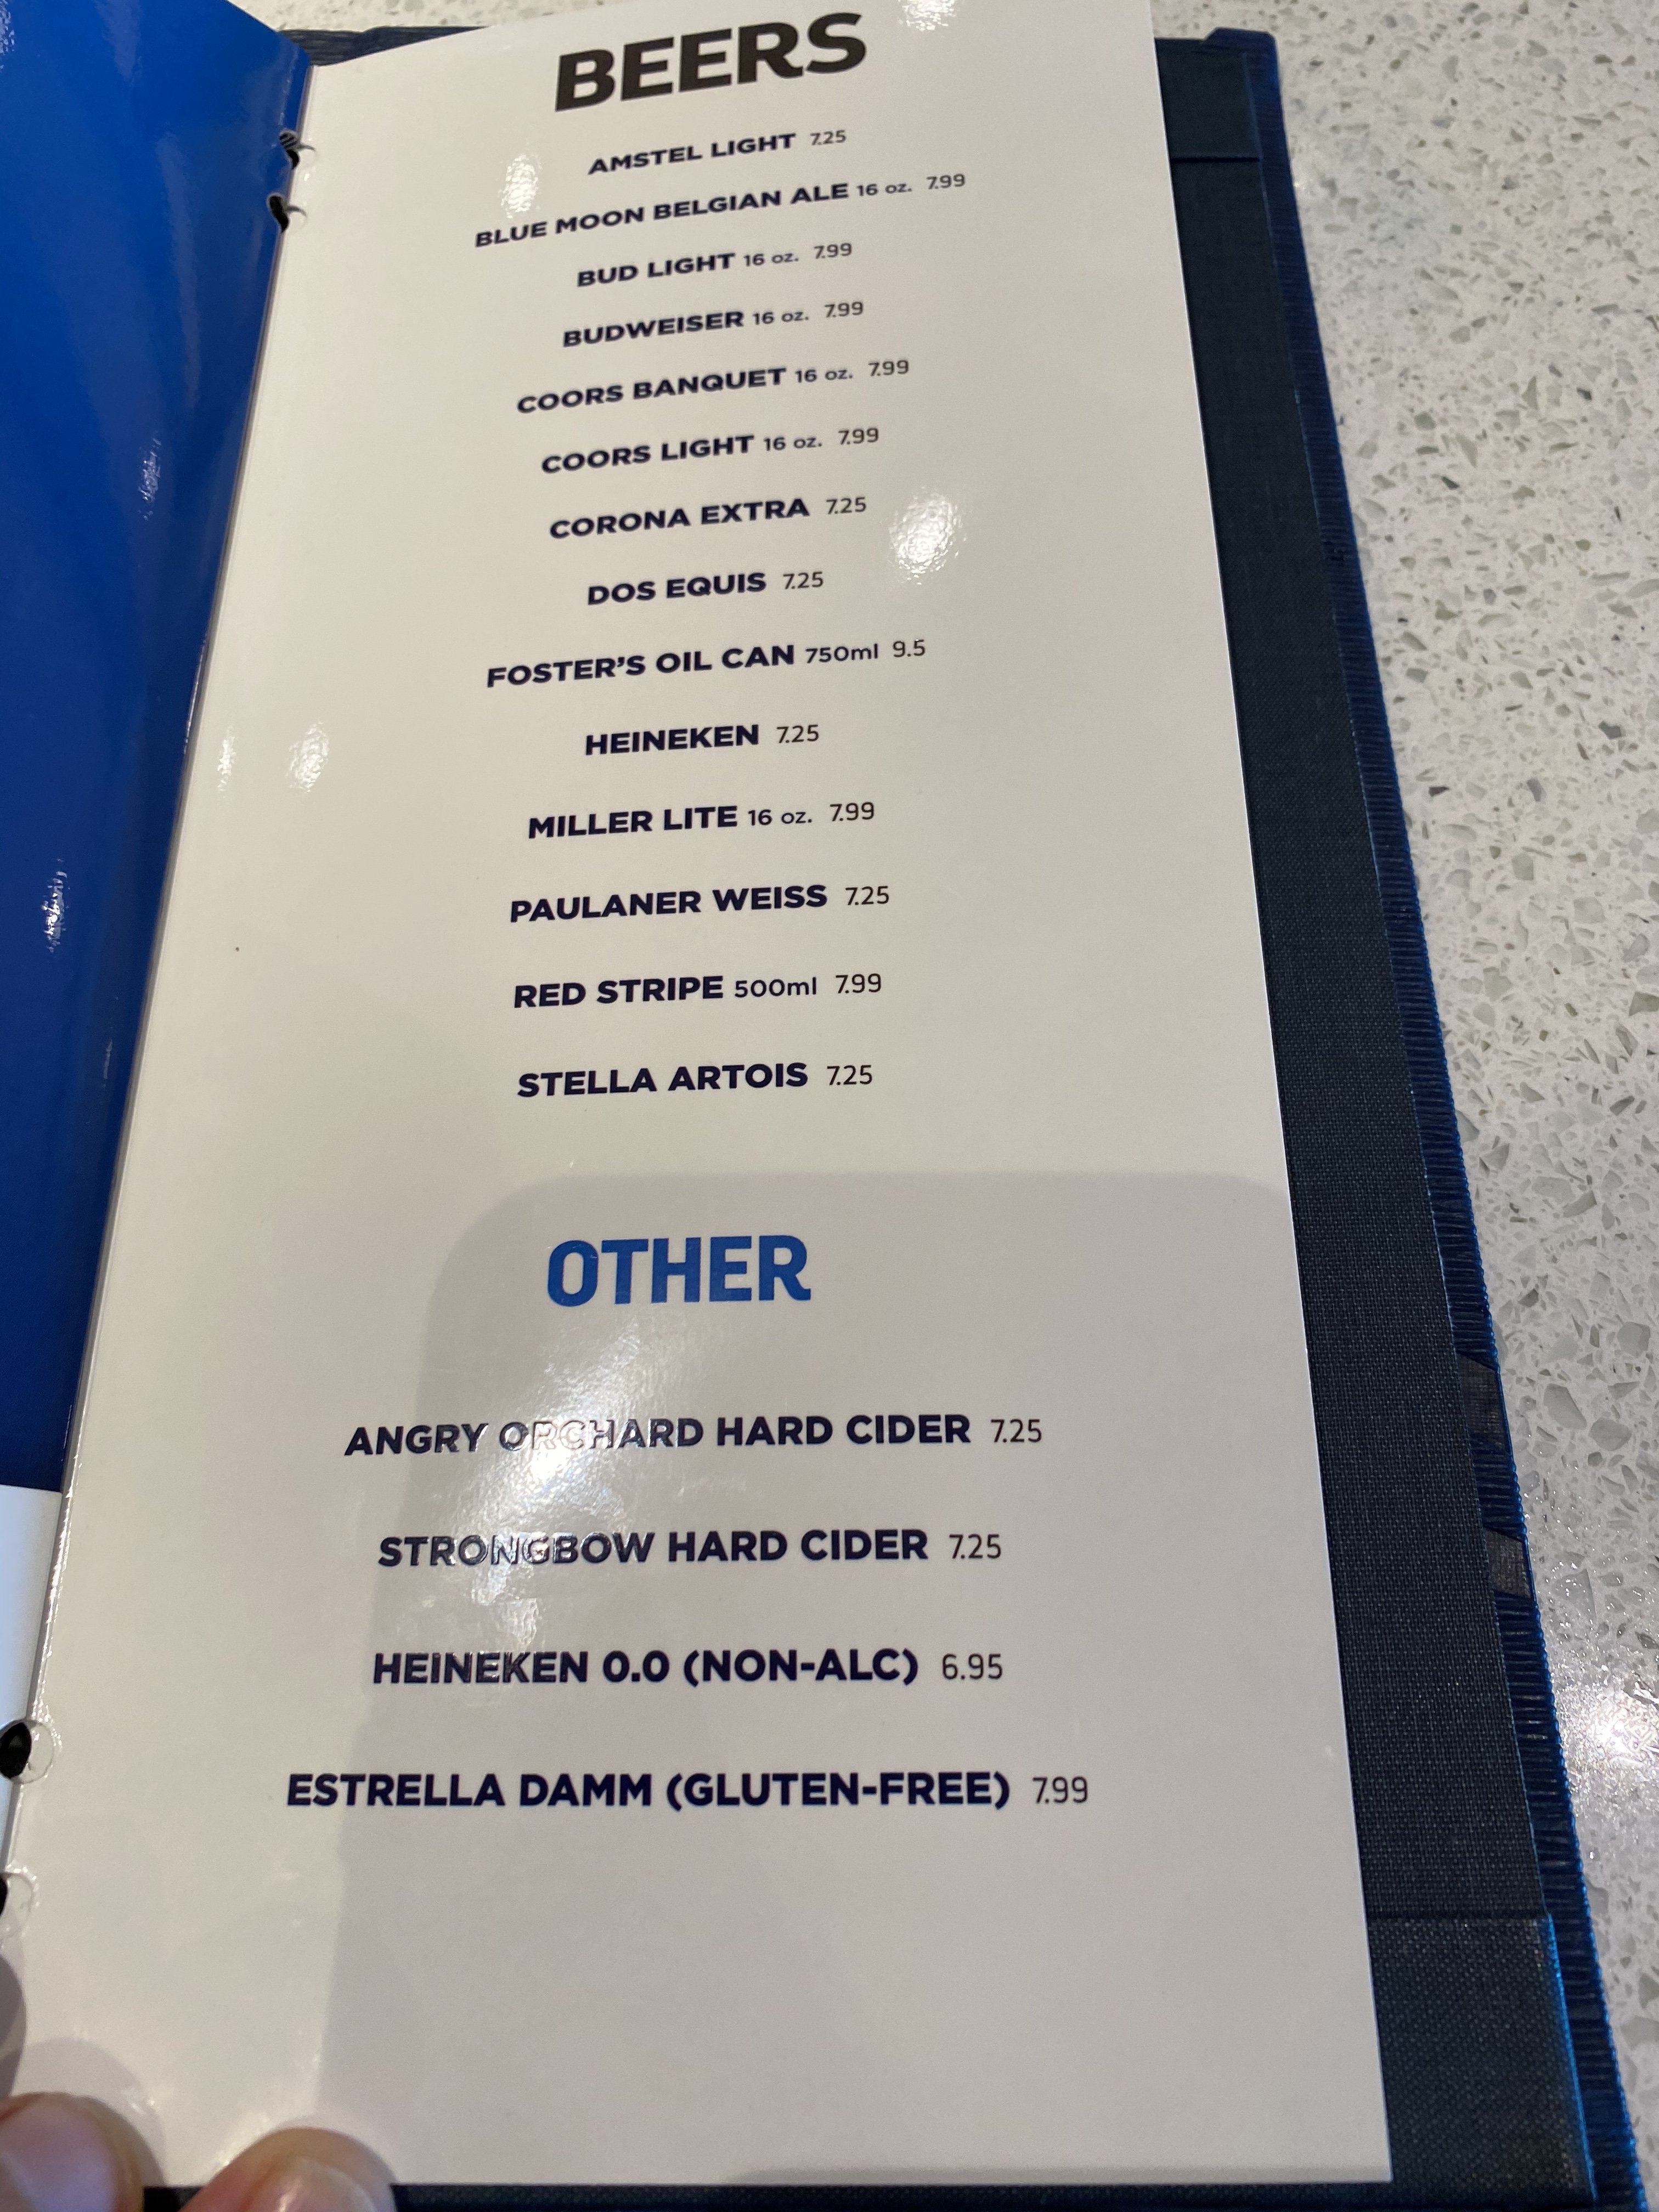 BEERS
AMSTEL LIGHT 7.25
BLUE MOON BELGIAN ALE 16 oz. 7.99
BUD LIGHT 16 oz. 7.99
BUDWEISER 16 oz. 7.99
COORS BANQUET 16 oz. 7.99
COORS LIGHT 16 oz. 7.99
CORONA EXTRA 7.25
DOS EQUIS 7.25
FOSTER'S OIL CAN 750ml 9.5
HEINEKEN 7.25
MILLER LITE 16 oz. 7.99
PAULANER WEISS 7.25
RED STRIPE 500ml 7.99
STELLA ARTOIS 7.25
OTHER
ANGRY ORCHARD HARD CIDER 7.25
STRONGBOW HARD CIDER 7.25
HEINEKEN 0.0 (NON-ALC) 6.95
ESTRELLA DAMM (GLUTEN-FREE) 7.99